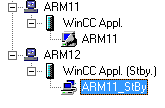 ARM11
WinCC Appl.
ARM11
ARM12
WinCC Appl. (Stby.)
ARM11_StBy